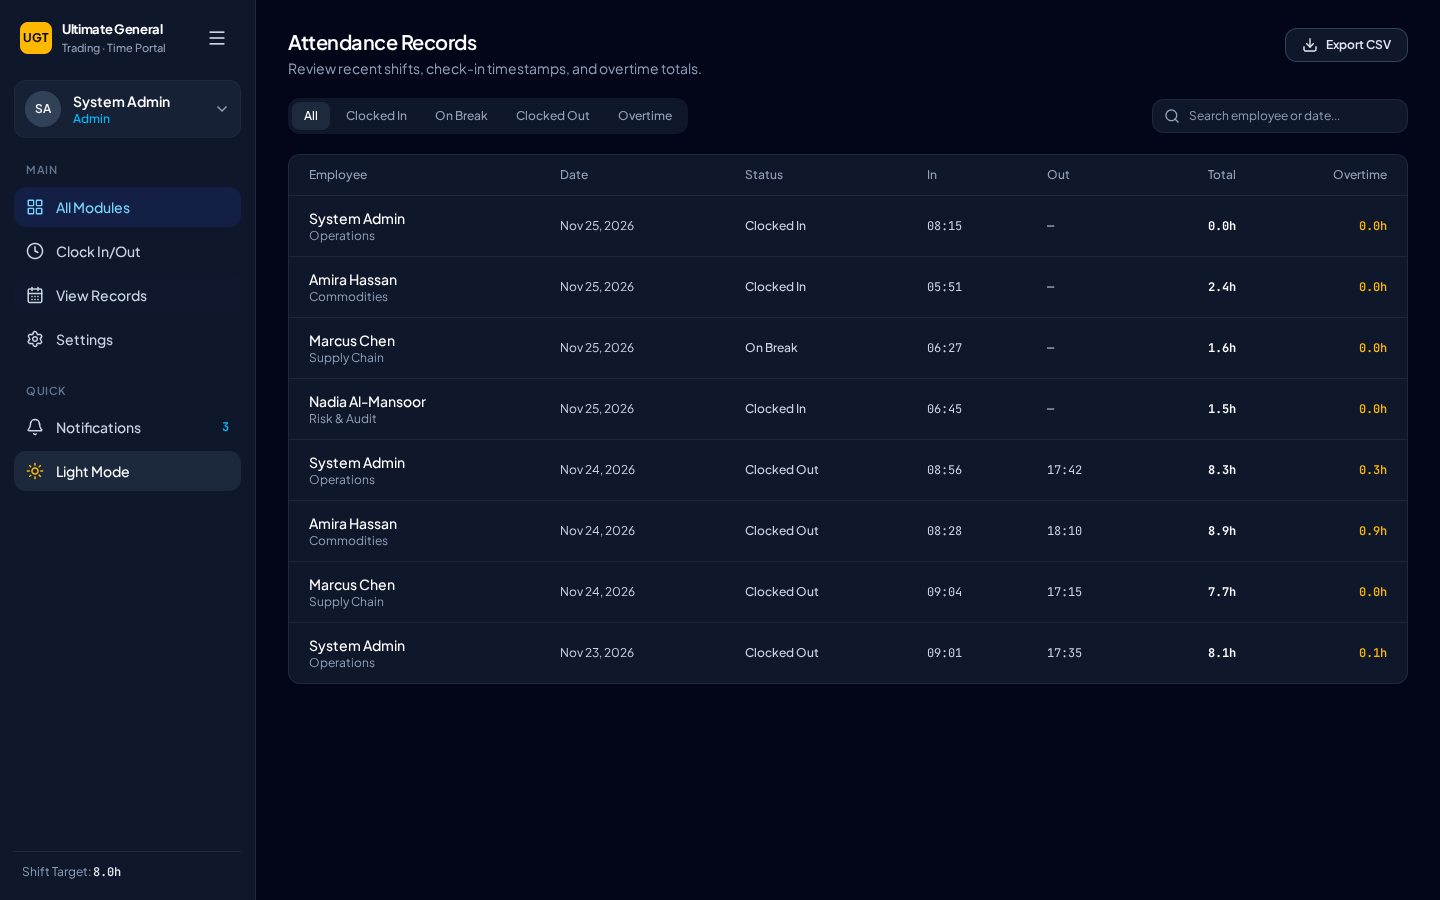 UGT
Ultimate General
Trading · Time Portal
SA
System Admin
Admin
MAIN
All Modules
Clock In/Out
View Records
Settings
QUICK
Notifications 3
Light Mode
Shift Target: 8.0h
Attendance Records
Review recent shifts, check-in timestamps, and overtime totals.
Export CSV
All Clocked In On Break Clocked Out Overtime
Search employee or date...
Employee Date Status In Out Total Overtime
System Admin
Operations
Nov 25, 2026 Clocked In 08:15 — 0.0h 0.0h
Amira Hassan
Commodities
Nov 25, 2026 Clocked In 05:51 — 2.4h 0.0h
Marcus Chen
Supply Chain
Nov 25, 2026 On Break 06:27 — 1.6h 0.0h
Nadia Al-Mansoor
Risk & Audit
Nov 25, 2026 Clocked In 06:45 — 1.5h 0.0h
System Admin
Operations
Nov 24, 2026 Clocked Out 08:56 17:42 8.3h 0.3h
Amira Hassan
Commodities
Nov 24, 2026 Clocked Out 08:28 18:10 8.9h 0.9h
Marcus Chen
Supply Chain
Nov 24, 2026 Clocked Out 09:04 17:15 7.7h 0.0h
System Admin
Operations
Nov 23, 2026 Clocked Out 09:01 17:35 8.1h 0.1h